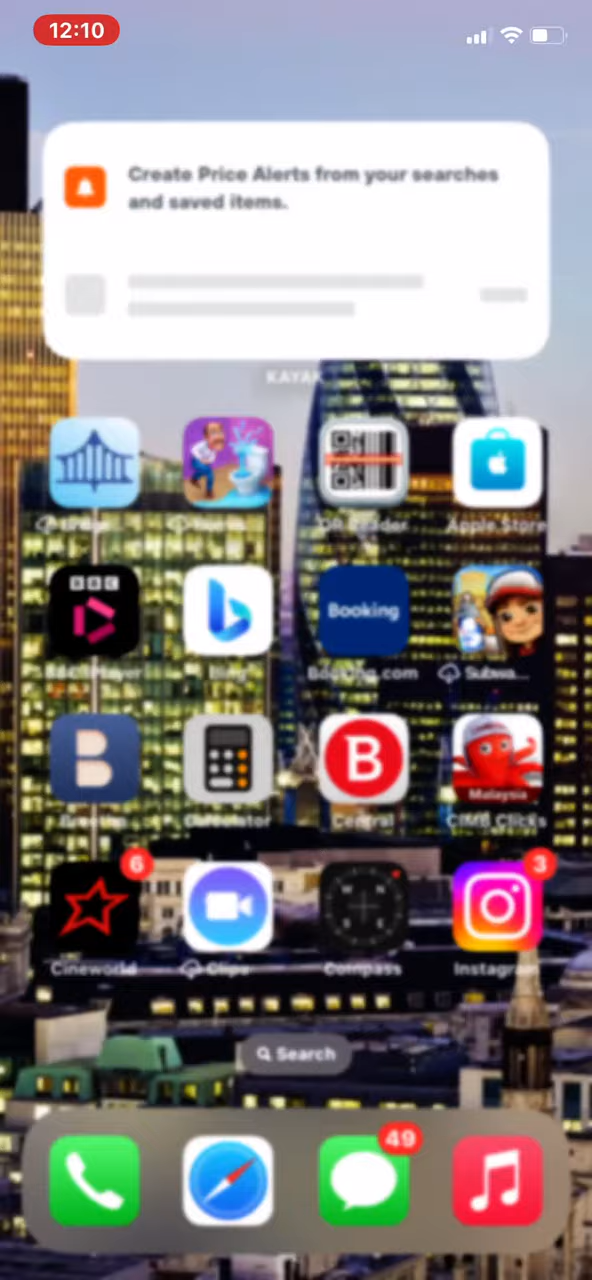 12:10
Create Price Alerts from your searches
and saved items.
KAYAK
QR Reader
Apple Store
BBC
Booking
Booking.com
Subwa...
B
B
Malaysia
Calculator
Central
CIMB Clicks
6
3
Cineworld
Clips
Compass
Instagram
Search
49